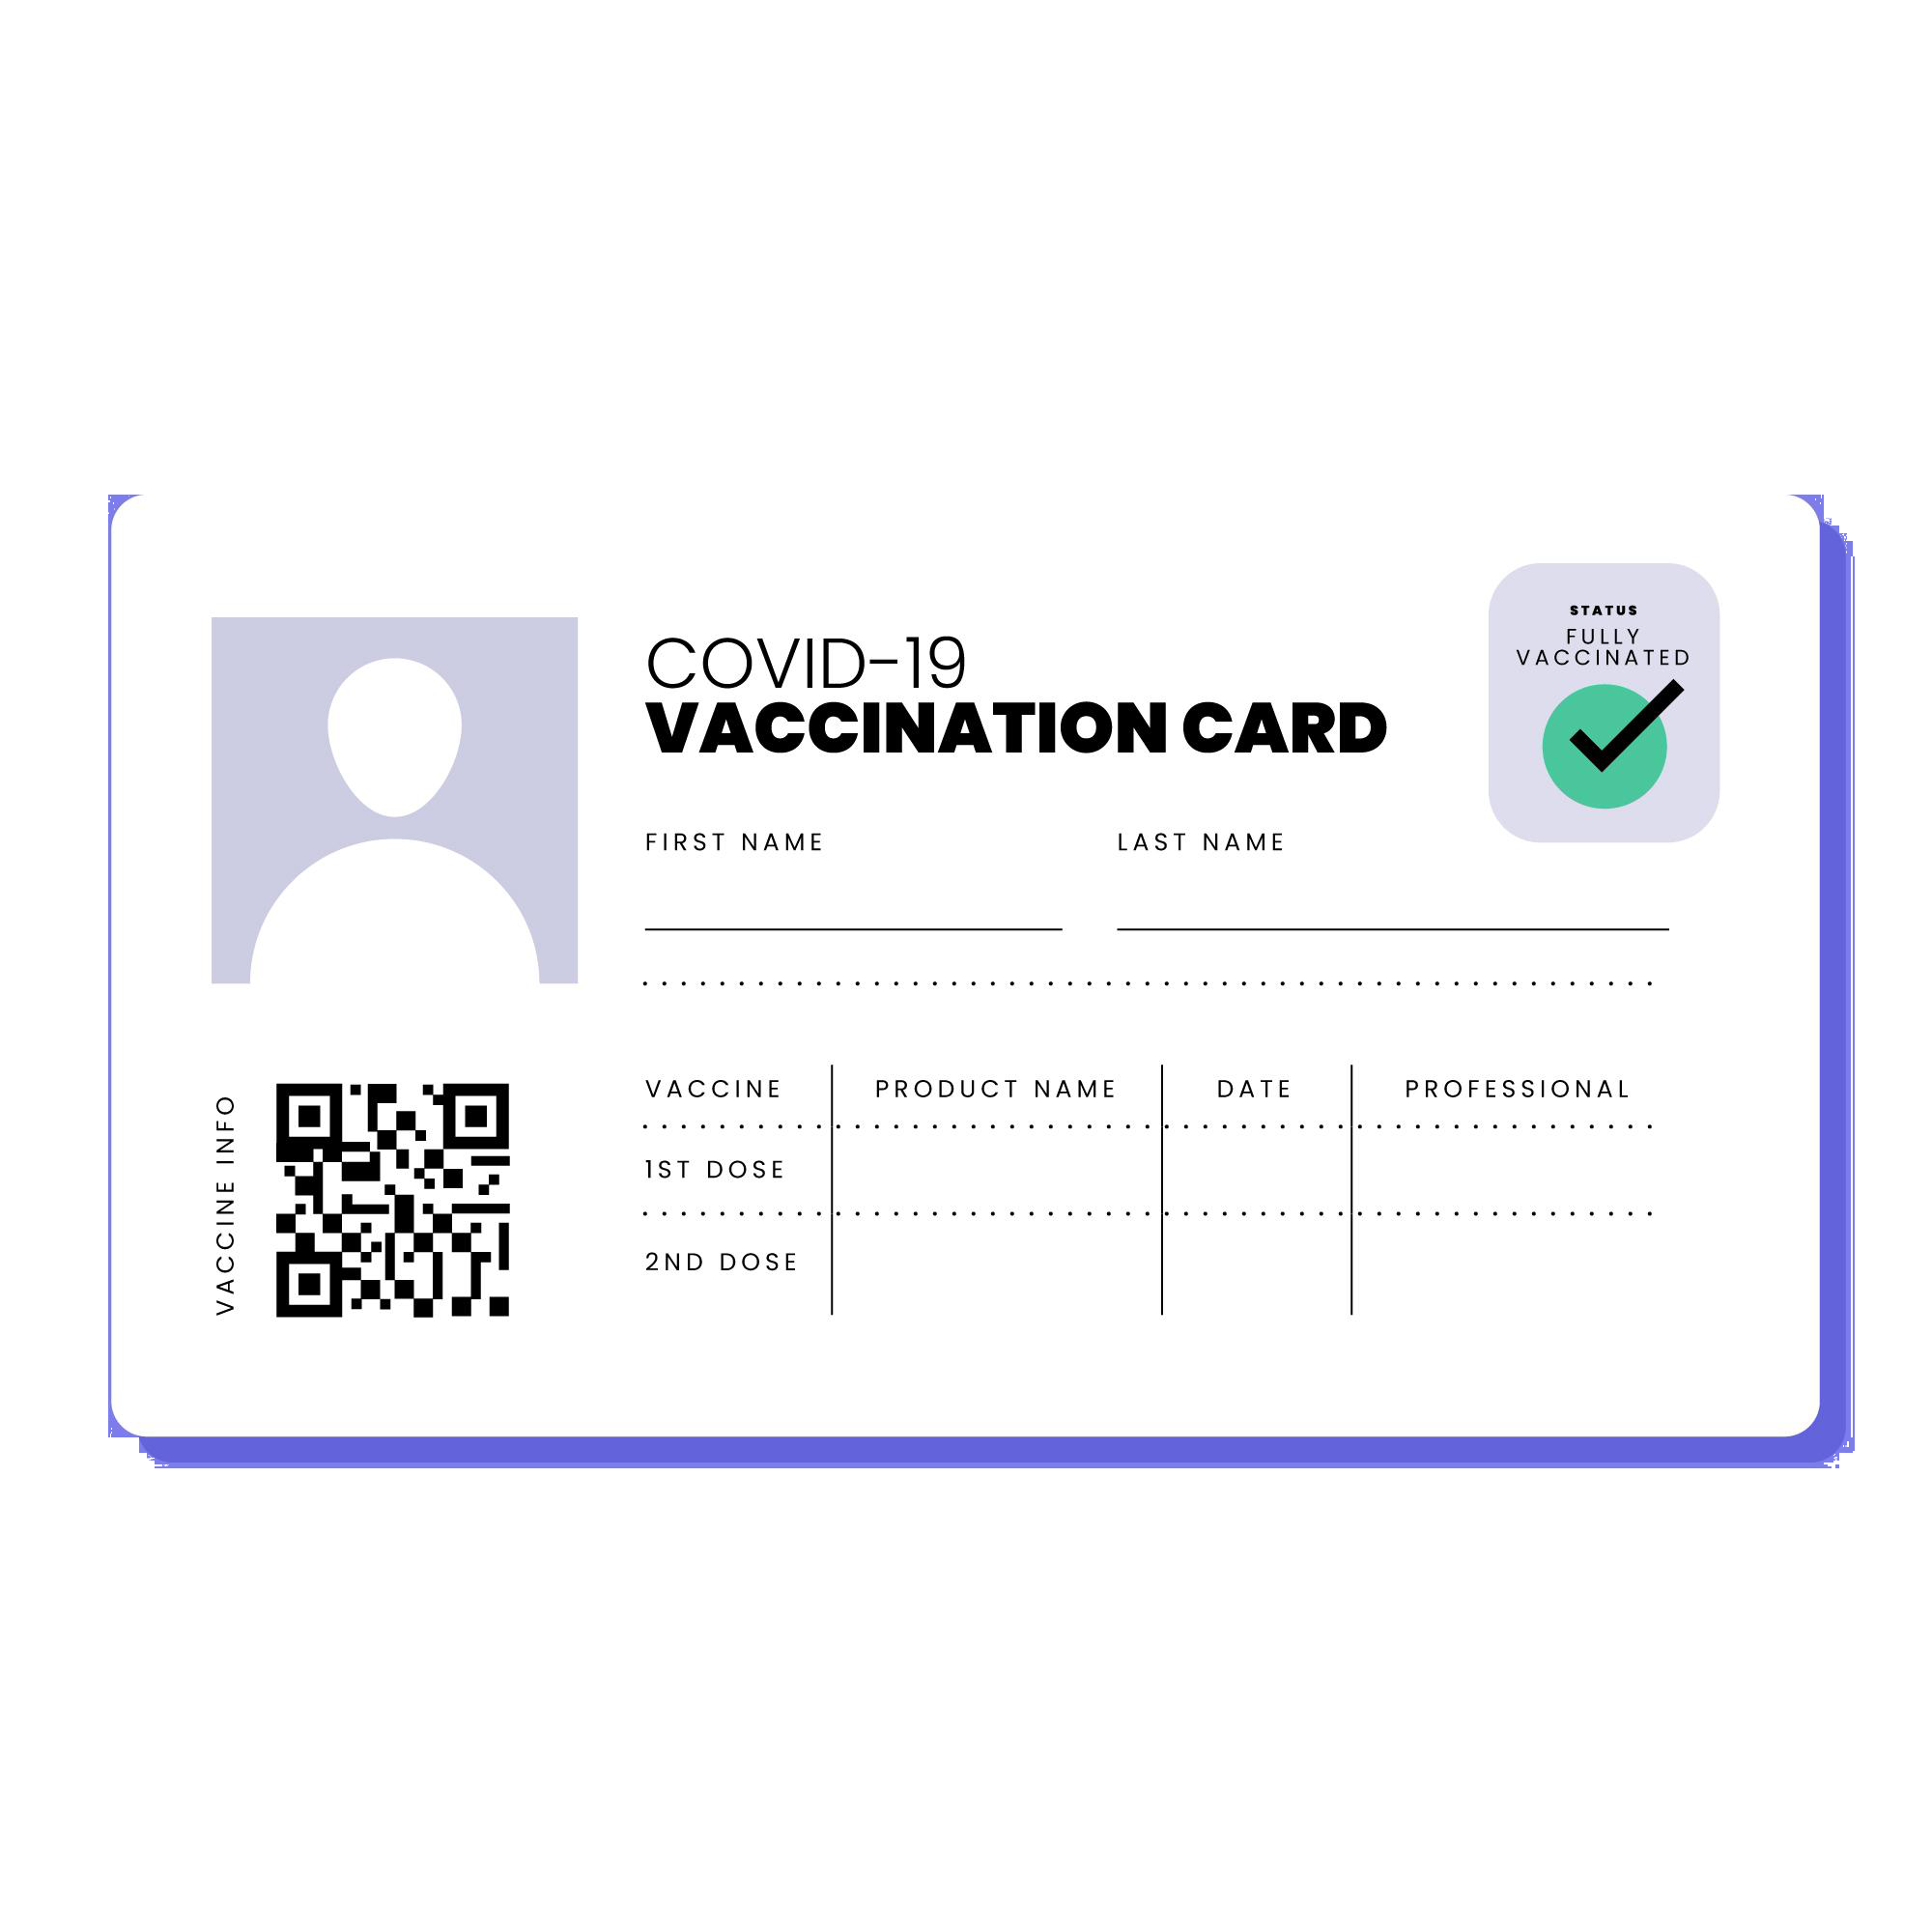 STATUS
FULLY
VACCINATED
COVID-19
VACCINATION CARD
FIRST NAME
LAST NAME
VACCINE INFO
VACCINE
PRODUCT NAME
DATE
PROFESSIONAL
1ST DOSE
2ND DOSE